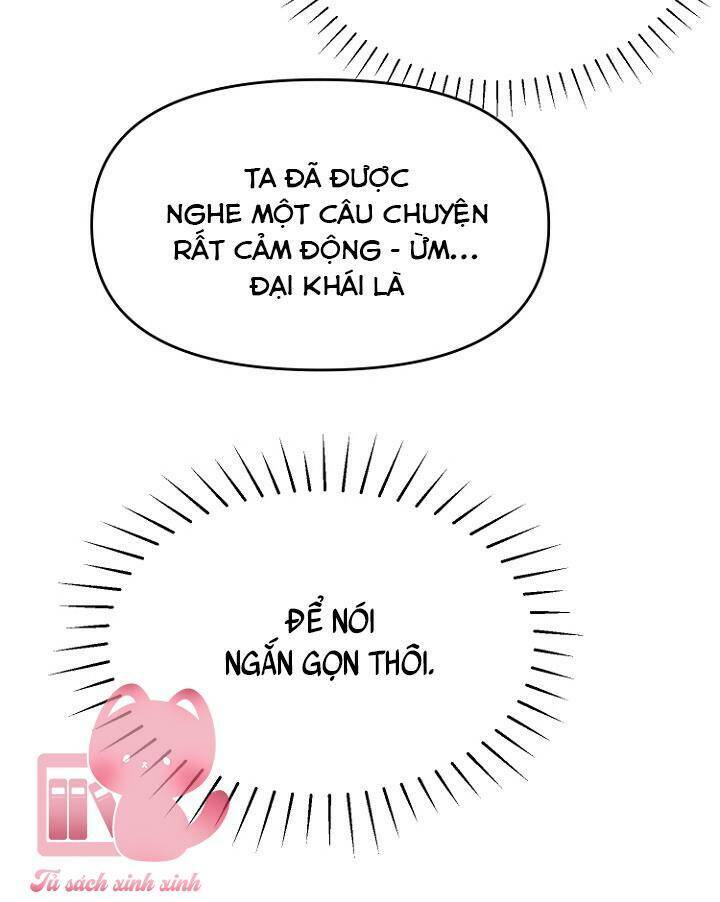 TA ĐÃ ĐƯỢC
NGHE MỘT CÂU CHUYỆN
RẤT CẢM ĐỘNG - ỪM...
ĐẠI KHÁI LÀ
ĐỂ NÓI
NGẮN GỌN THÔI.
Tủ sách xinh xinh